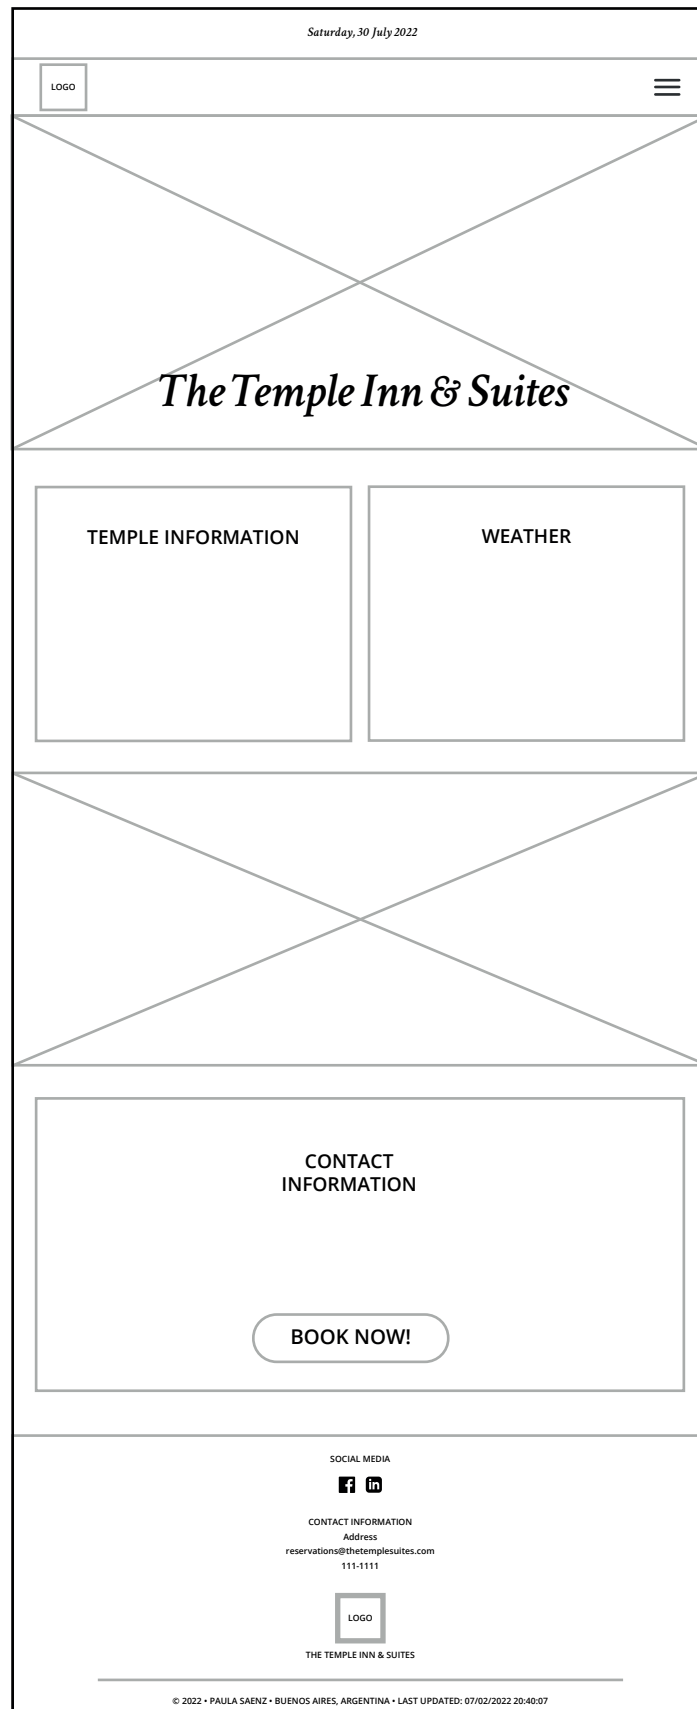 Saturday, 30 July 2022
LOGO
The Temple Inn & Suites
TEMPLE INFORMATION
WEATHER
CONTACT
INFORMATION
BOOK NOW!
SOCIAL MEDIA
CONTACT INFORMATION
Address
reservations@thetemplesuites.com
111-1111
LOGO
THE TEMPLE INN & SUITES
© 2022 • PAULA SAENZ • BUENOS AIRES, ARGENTINA • LAST UPDATED: 07/02/2022 20:40:07